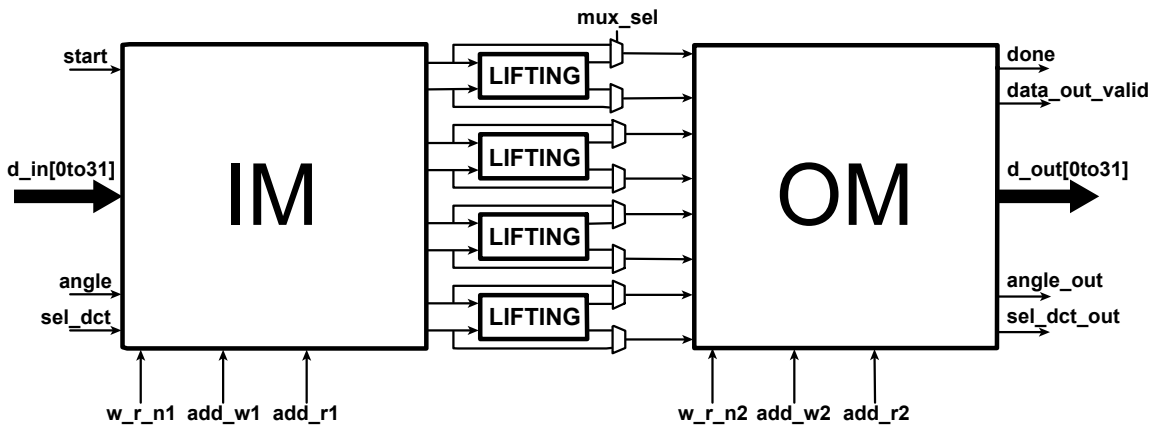 mux_sel
start
LIFTING
done
data_out_valid
d_in[0to31]
IM
LIFTING
OM
d_out[0to31]
LIFTING
angle
sel_dct
LIFTING
angle_out
sel_dct_out
w_r_n1 add_w1 add_r1
w_r_n2 add_w2 add_r2